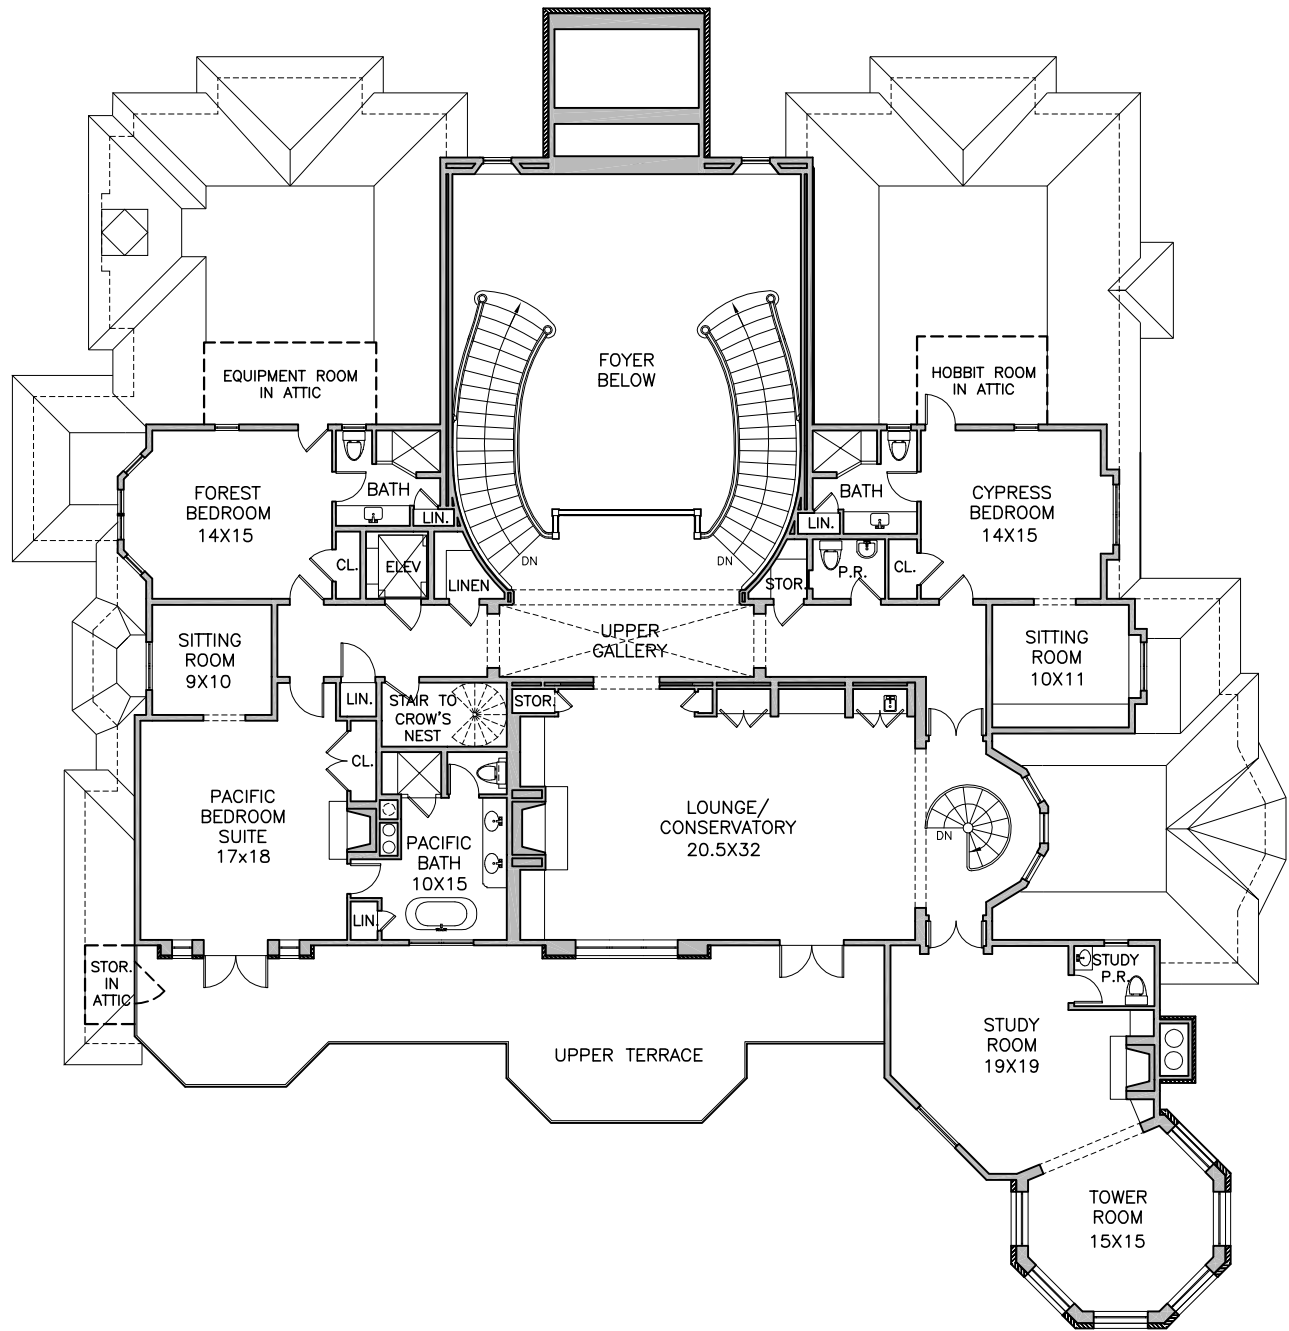 FOYER
BELOW
EQUIPMENT ROOM
IN ATTIC
HOBBIT ROOM
IN ATTIC
FOREST
BEDROOM
14X15
BATH
LIN.
CL.
ELEV
LINEN
DN
DN
BATH
LIN.
STOR.
P.R.
CL.
CYPRESS
BEDROOM
14X15
SITTING
ROOM
9X10
UPPER
GALLERY
SITTING
ROOM
10X11
LIN.
STAIR TO
CROW'S
NEST
STOR.
CL.
PACIFIC
BEDROOM
SUITE
17x18
PACIFIC
BATH
10X15
LIN.
LOUNGE/
CONSERVATORY
20.5X32
DN
STOR.
IN
ATTIC
UPPER TERRACE
STUDY
P.R.
STUDY
ROOM
19X19
TOWER
ROOM
15X15